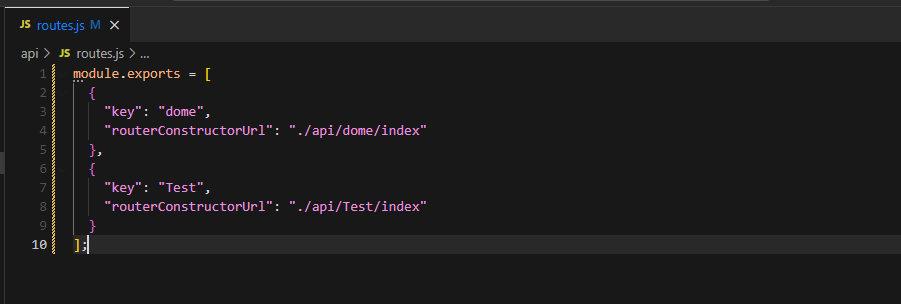 JS routes.js M ×
api > JS routes.js > ...
1 module.exports = [
2 {
3 "key": "dome",
4 "routerConstructorUrl": "./api/dome/index"
5 },
6 {
7 "key": "Test",
8 "routerConstructorUrl": "./api/Test/index"
9 }
10 ];